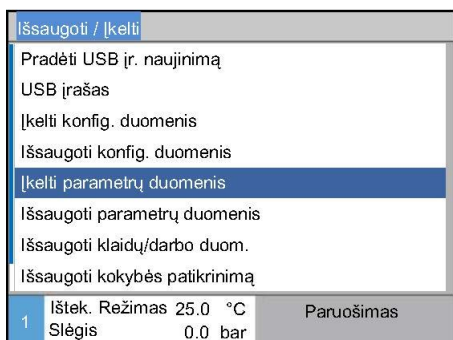 Išsaugoti / Įkelti
Pradėti USB įr. naujinimą
USB įrašas
Įkelti konfig. duomenis
Išsaugoti konfig. duomenis
Įkelti parametrų duomenis
Išsaugoti parametrų duomenis
Išsaugoti klaidų/darbo duom.
Išsaugoti kokybės patikrinimą
1 Ištek. Režimas 25.0 °C Paruošimas
Slėgis 0.0 bar